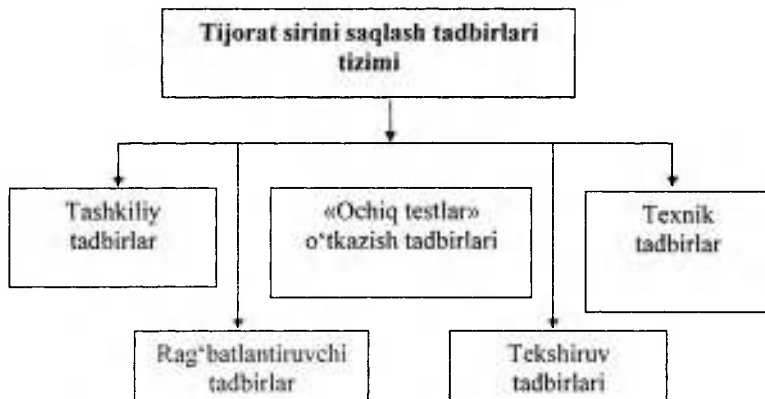 Tijorat sirini saqlash tadbirlari
tizimi
Tashkiliy
tadbirlar
«Ochiq testlar»
o‘tkazish tadbirlari
Texnik
tadbirlar
Rag‘batlantiruvchi
tadbirlar
Tekshiruv
tadbirlari